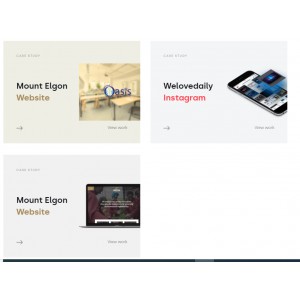 CASE STUDY
Mount Elgon
Website
Oasis
View work
CASE STUDY
Welovedaily
Instagram
View work
CASE STUDY
Mount Elgon
Website
View work